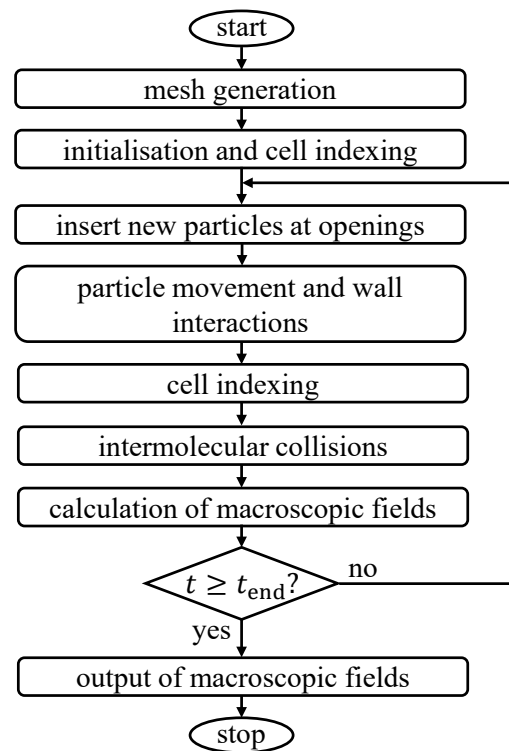 start
mesh generation
initialisation and cell indexing
insert new particles at openings
particle movement and wall
interactions
cell indexing
intermolecular collisions
calculation of macroscopic fields
t ≥ t_end?
no
yes
output of macroscopic fields
stop